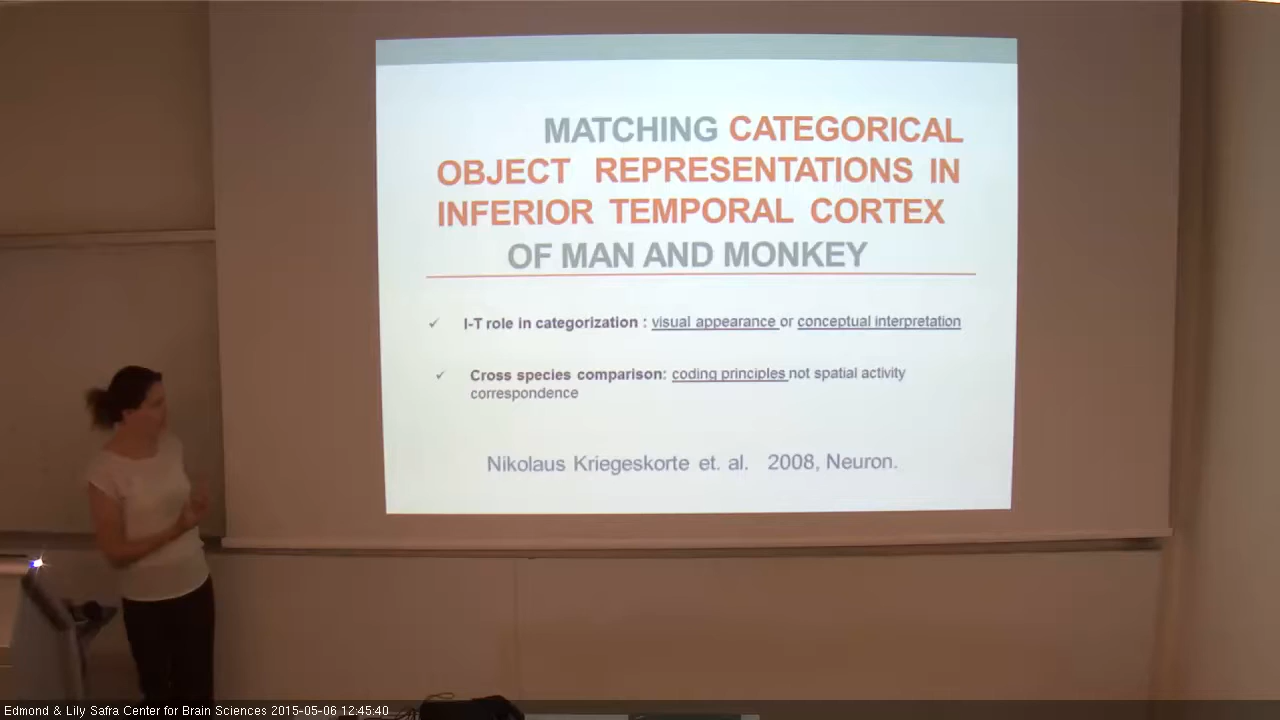 MATCHING CATEGORICAL
OBJECT REPRESENTATIONS IN
INFERIOR TEMPORAL CORTEX
OF MAN AND MONKEY
✓ I-T role in categorization : visual appearance or conceptual interpretation
✓ Cross species comparison: coding principles not spatial activity
correspondence
Nikolaus Kriegeskorte et. al. 2008, Neuron.
Edmond & Lily Safra Center for Brain Sciences 2015-05-06 12:45:40